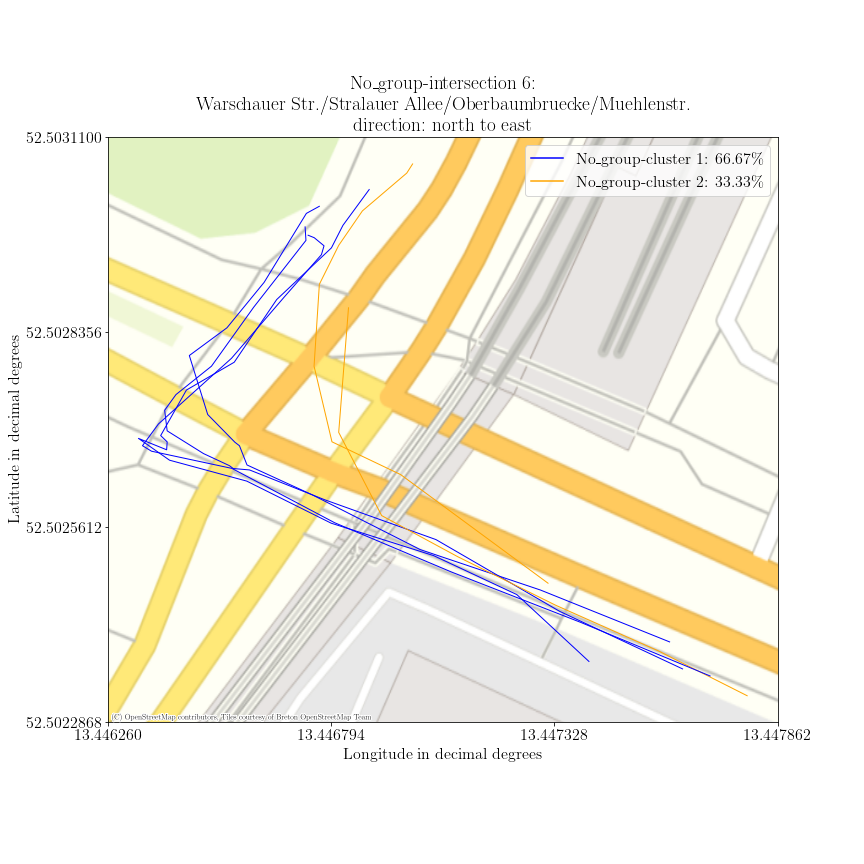 No_group-intersection 6:
Warschauer Str./Stralauer Allee/Oberbaumbruecke/Muehlenstr.
direction: north to east
52.5031100
No_group-cluster 1: 66.67%
No_group-cluster 2: 33.33%
52.5028356
Latitude in decimal degrees
52.5025612
52.5022868
(C) OpenStreetMap contributors, Tiles courtesy of Breton OpenStreetMap Team
13.446260
13.446794
13.447328
13.447862
Longitude in decimal degrees